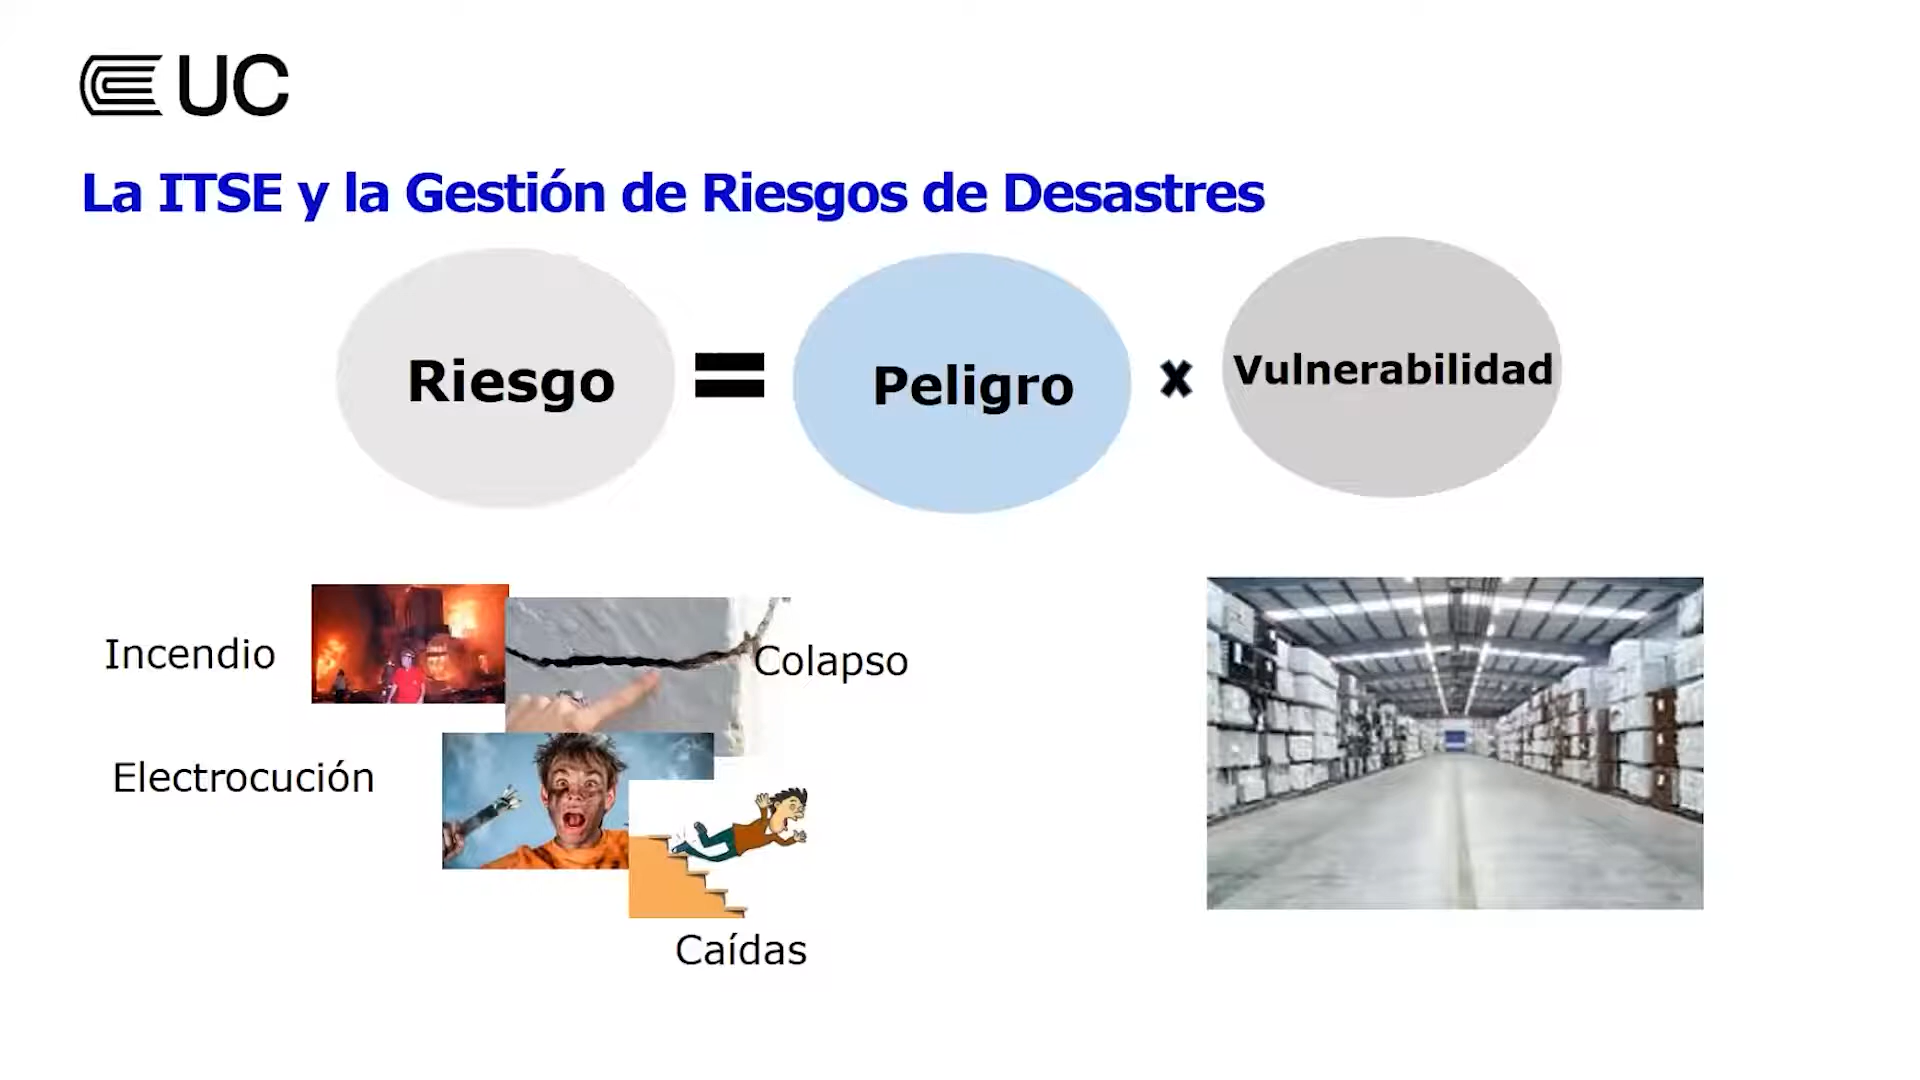 UC
La ITSE y la Gestión de Riesgos de Desastres
Riesgo = Peligro x Vulnerabilidad
Incendio
Colapso
Electrocución
Caídas